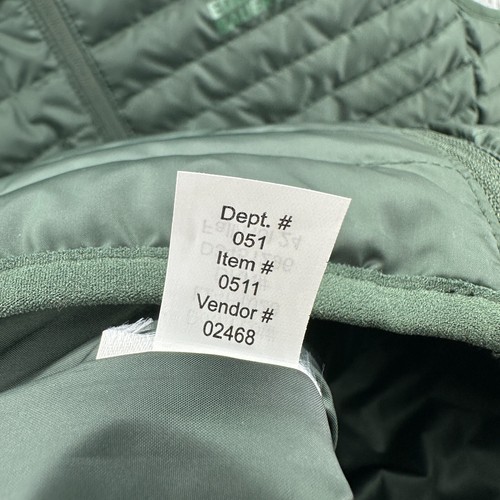 Dept. #
051
Item #
0511
Vendor #
02468